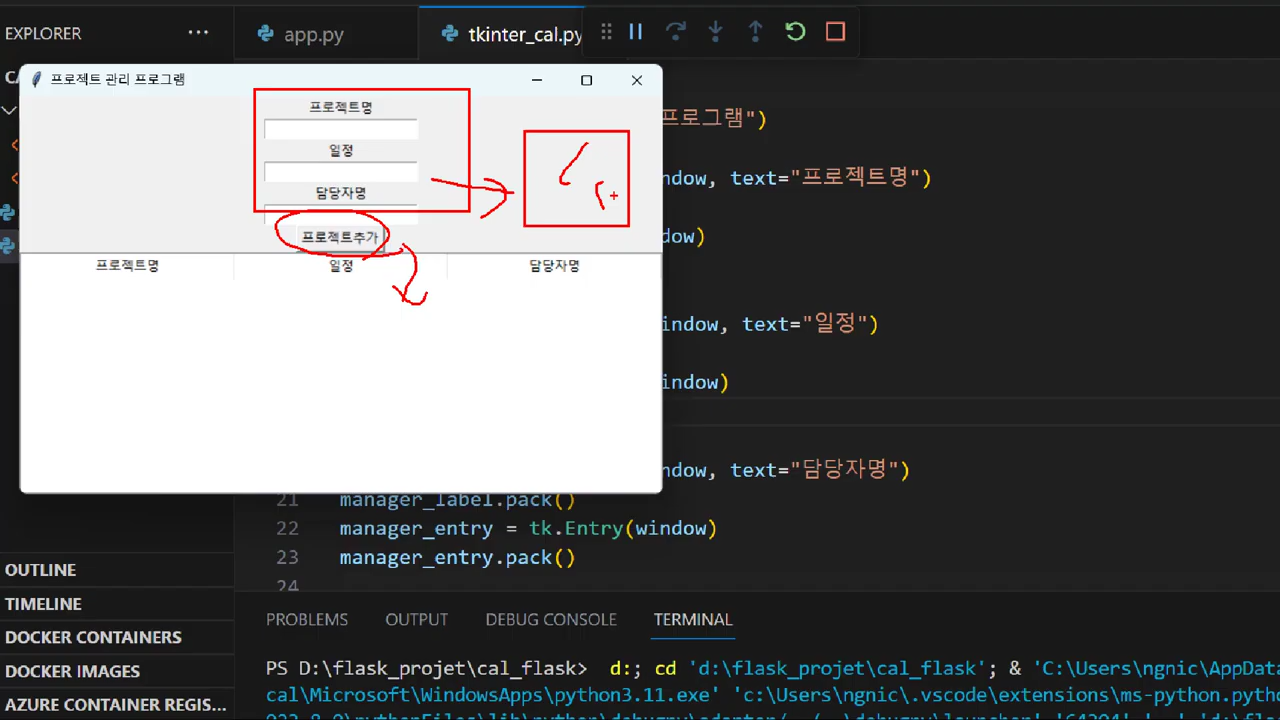 EXPLORER
app.py
tkinter_cal.py
프로젝트 관리 프로그램
프로젝트명
일정
담당자명
프로젝트추가
프로젝트명 일정 담당자명
프로그램")
ndow, text="프로젝트명")
dow)
indow, text="일정")
indow)
ndow, text="담당자명")
21 manager_label.pack()
22 manager_entry = tk.Entry(window)
23 manager_entry.pack()
24
OUTLINE
TIMELINE
DOCKER CONTAINERS
DOCKER IMAGES
AZURE CONTAINER REGIS...
PROBLEMS OUTPUT DEBUG CONSOLE TERMINAL
PS D:\flask_projet\cal_flask> d:; cd 'd:\flask_projet\cal_flask'; & 'C:\Users\ngnic\AppData
cal\Microsoft\WindowsApps\python3.11.exe' 'c:\Users\ngnic\.vscode\extensions\ms-python.pytho